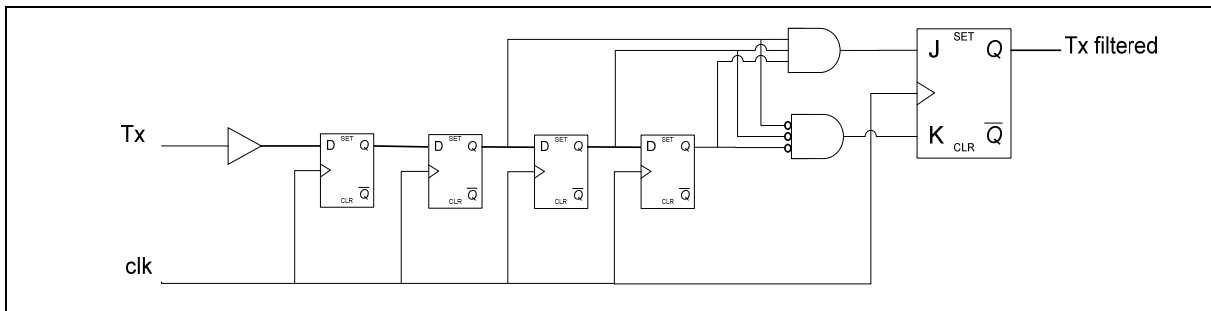 J SET Q
Tx filtered
K CLR Q
Tx
D SET Q
Q
CLR
D SET Q
Q
CLR
D SET Q
Q
CLR
D SET Q
Q
CLR
clk